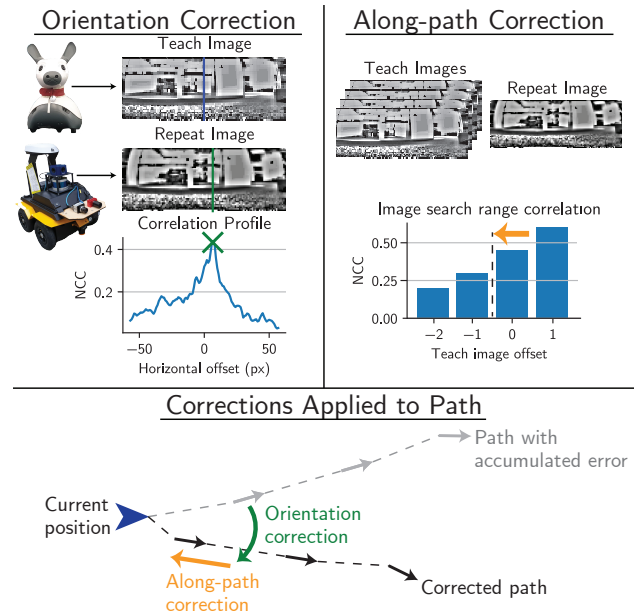 Orientation Correction
Teach Image
Repeat Image
Correlation Profile
NCC
0.4
0.2
−50
0
50
Horizontal offset (px)
Along-path Correction
Teach Images
Repeat Image
Image search range correlation
NCC
0.50
0.25
0.00
−2
−1
0
1
Teach image offset
Corrections Applied to Path
Path with
accumulated error
Current
position
Orientation
correction
Along-path
correction
Corrected path